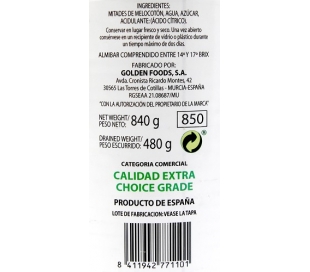 INGREDIENTES:
MITADES DE MELOCOTÓN, AGUA, AZÚCAR,
ACIDULANTE: (ÁCIDO CÍTRICO).
Conservar en lugar fresco y seco. Una vez abierto
conviene almacenar en un recipiente de vidrio o plástico durante
un tiempo máximo de dos días.
ALMIBAR COMPRENDIDO ENTRE 14º Y 17º BRIX
FABRICADO POR:
GOLDEN FOODS, S.A.
Avda. Cronista Ricardo Montes, 42
30565 Las Torres de Cotillas - MURCIA-ESPAÑA
RGSEAA 21.08687/MU
"CON LA AUTORIZACIÓN DEL PROPIETARIO DE LA MARCA"
NET WEIGHT/
PESO NETO: 840 g
850
DRAINED WEIGHT/
PESO ESCURRIDO: 480 g
CATEGORIA COMERCIAL
CALIDAD EXTRA
CHOICE GRADE
PRODUCTO DE ESPAÑA
LOTE DE FABRICACION: VEASE LA TAPA
8 411942 771101